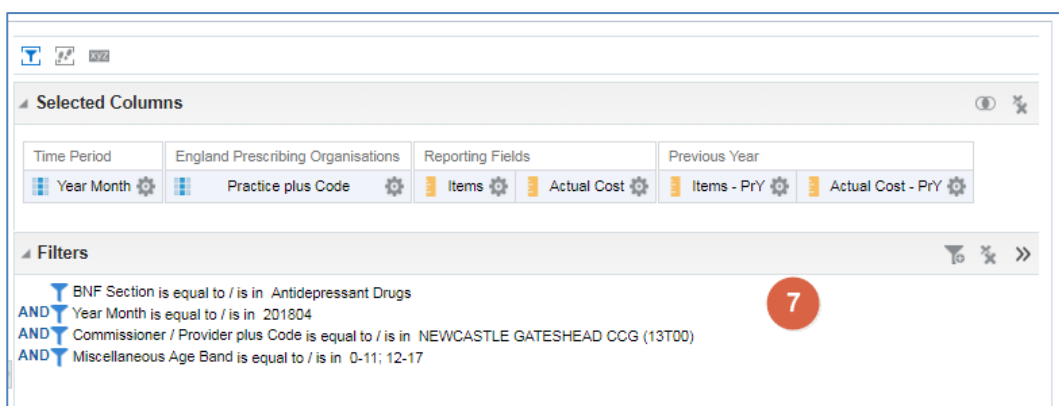 xyz
Selected Columns
Time Period England Prescribing Organisations Reporting Fields Previous Year
Year Month Practice plus Code Items Actual Cost Items - PrY Actual Cost - PrY
Filters
BNF Section is equal to / is in Antidepressant Drugs
AND Year Month is equal to / is in 201804
AND Commissioner / Provider plus Code is equal to / is in NEWCASTLE GATESHEAD CCG (13T00)
AND Miscellaneous Age Band is equal to / is in 0-11; 12-17
7